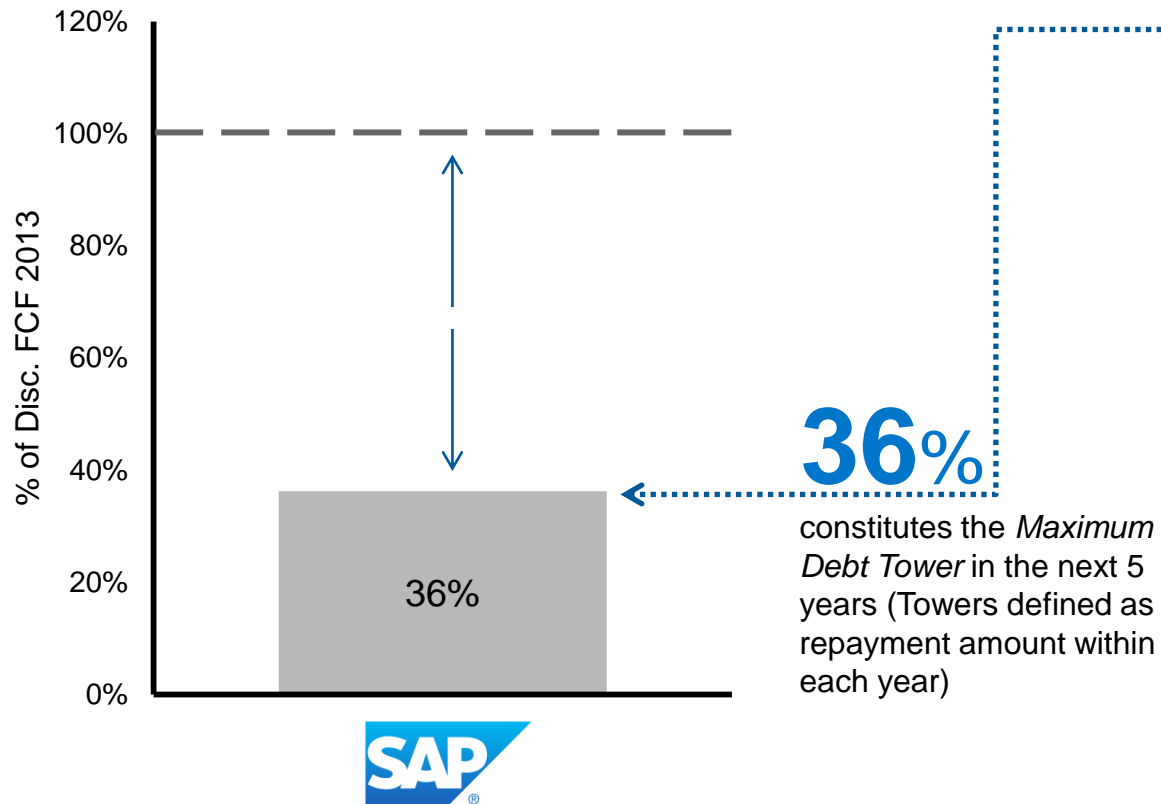 120%
100%
80%
60%
40%
20%
0%
% of Disc. FCF 2013
36%
36%
constitutes the Maximum
Debt Tower in the next 5
years (Towers defined as
repayment amount within
each year)
SAP®